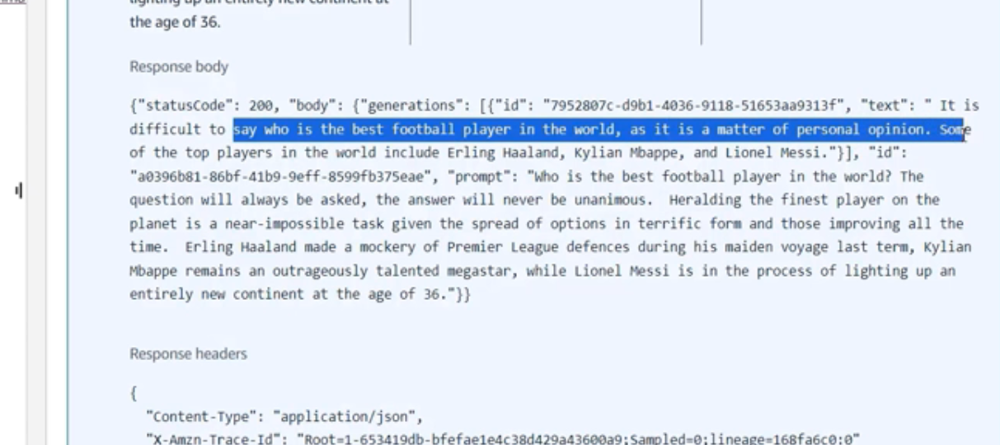 lighting up an entirely new continent at
the age of 36.
Response body
{"statusCode": 200, "body": {"generations": [{"id": "7952807c-d9b1-4036-9118-51653aa9313f", "text": " It is
difficult to say who is the best football player in the world, as it is a matter of personal opinion. Some
of the top players in the world include Erling Haaland, Kylian Mbappe, and Lionel Messi."}], "id":
"a0396b81-86bf-41b9-9eff-8599fb375eae", "prompt": "Who is the best football player in the world? The
question will always be asked, the answer will never be unanimous.  Heralding the finest player on the
planet is a near-impossible task given the spread of options in terrific form and those improving all the
time.  Erling Haaland made a mockery of Premier League defences during his maiden voyage last term, Kylian
Mbappe remains an outrageously talented megastar, while Lionel Messi is in the process of lighting up an
entirely new continent at the age of 36."}}
Response headers
{
"Content-Type": "application/json",
"X-Amzn-Trace-Id": "Root=1-653419db-bfefae1e4c38d429a43600a9;Sampled=0;lineage=168fa6c0:0"